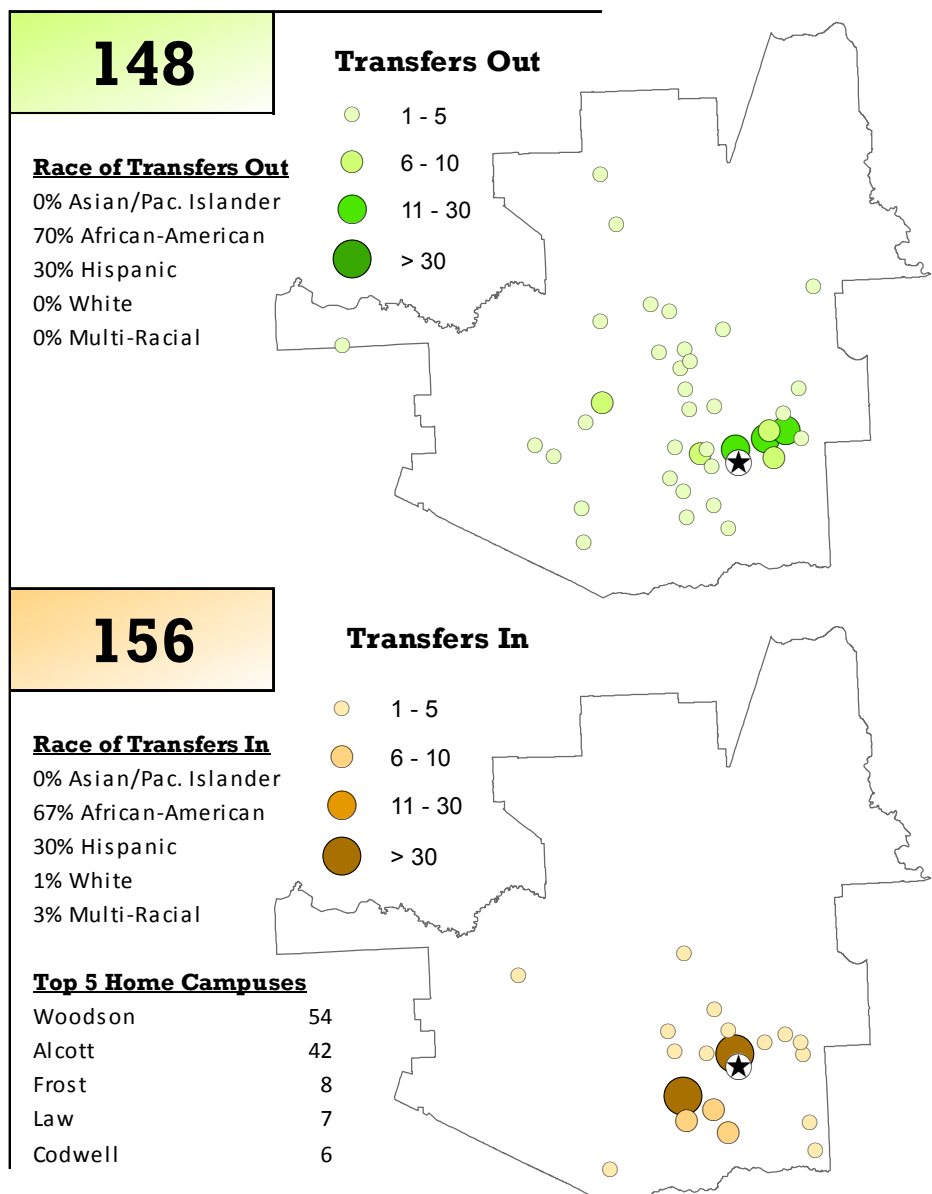 148
Transfers Out
1 - 5
6 - 10
11 - 30
> 30
Race of Transfers Out
0% Asian/Pac. Islander
70% African-American
30% Hispanic
0% White
0% Multi-Racial
156
Transfers In
1 - 5
6 - 10
11 - 30
> 30
Race of Transfers In
0% Asian/Pac. Islander
67% African-American
30% Hispanic
1% White
3% Multi-Racial
Top 5 Home Campuses
Woodson 54
Alcott 42
Frost 8
Law 7
Codwell 6